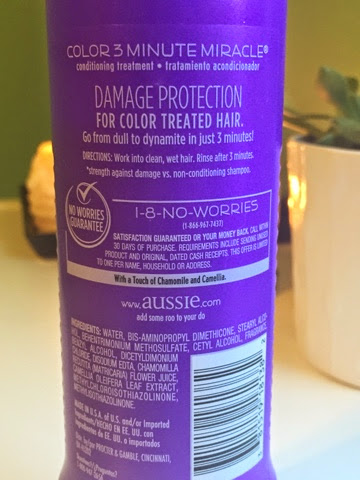 COLOR 3 MINUTE MIRACLE®
conditioning treatment • tratamiento acondicionador
DAMAGE PROTECTION
FOR COLOR TREATED HAIR.
Go from dull to dynamite in just 3 minutes!
DIRECTIONS: Work into clean, wet hair. Rinse after 3 minutes.
*strength against damage vs. non-conditioning shampoo.
NO WORRIES
GUARANTEE
1-8-NO-WORRIES
(1-866-967-7437)
SATISFACTION GUARANTEED OR YOUR MONEY BACK. CALL WITHIN
30 DAYS OF PURCHASE. REQUIREMENTS INCLUDE SENDING UNUSED
PRODUCT AND ORIGINAL, DATED CASH RECEIPTS. THIS OFFER IS LIMITED
TO ONE PER NAME, HOUSEHOLD OR ADDRESS.
With a Touch of Chamomile and Camellia.
www.aussie.com
add some roo to your do
INGREDIENTS: WATER, BIS-AMINOPROPYL DIMETHICONE, STEARYL
BEHENTRIMONIUM METHOSULFATE, CETYL ALCOHOL, FRAGRANCE,
BENZYL ALCOHOL, DICETYLDIMONIUM
CHLORIDE, DISODIUM EDTA, CHAMOMILLA
RECUTITA (MATRICARIA) FLOWER JUICE,
CAMELLIA OLEIFERA LEAF EXTRACT,
METHYLCHLOROISOTHIAZOLINONE,
METHYLISOTHIAZOLINONE.
MADE IN U.S.A. of U.S. and/or Imported
Ingredients/HECHO EN EE. UU. con
ingredientes de EE. UU. o importados
PROCTER & GAMBLE, CINCINNATI,